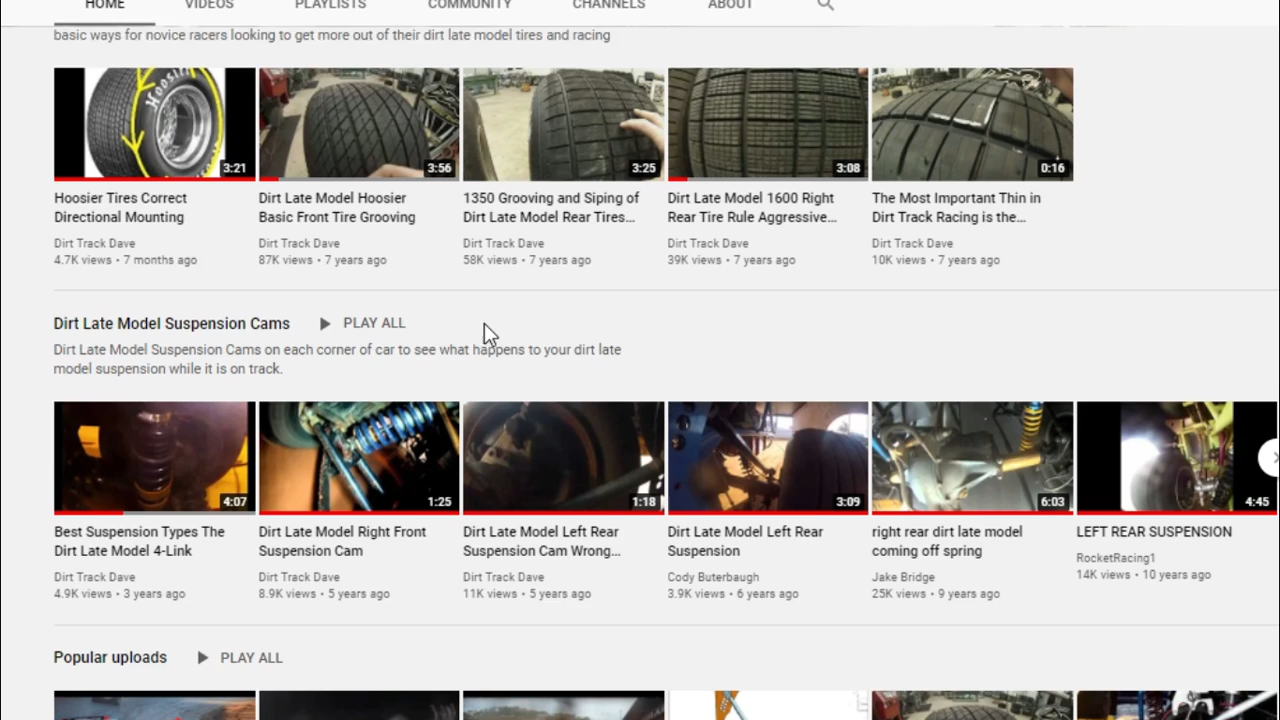 HOME VIDEOS PLAYLISTS COMMUNITY CHANNELS ABOUT
basic ways for novice racers looking to get more out of their dirt late model tires and racing
Hoosier
3:21 3:56 3:25 3:08 0:16
Hoosier Tires Correct
Directional Mounting
Dirt Track Dave
4.7K views • 7 months ago
Dirt Late Model Hoosier
Basic Front Tire Grooving
Dirt Track Dave
87K views • 7 years ago
1350 Grooving and Siping of
Dirt Late Model Rear Tires...
Dirt Track Dave
58K views • 7 years ago
Dirt Late Model 1600 Right
Rear Tire Rule Aggressive...
Dirt Track Dave
39K views • 7 years ago
The Most Important Thin in
Dirt Track Racing is the...
Dirt Track Dave
10K views • 7 years ago
Dirt Late Model Suspension Cams PLAY ALL
Dirt Late Model Suspension Cams on each corner of car to see what happens to your dirt late
model suspension while it is on track.
4:07 1:25 1:18 3:09 6:03 4:45
Best Suspension Types The
Dirt Late Model 4-Link
Dirt Track Dave
4.9K views • 3 years ago
Dirt Late Model Right Front
Suspension Cam
Dirt Track Dave
8.9K views • 5 years ago
Dirt Late Model Left Rear
Suspension Cam Wrong...
Dirt Track Dave
11K views • 5 years ago
Dirt Late Model Left Rear
Suspension
Cody Buterbaugh
3.9K views • 6 years ago
right rear dirt late model
coming off spring
Jake Bridge
25K views • 9 years ago
LEFT REAR SUSPENSION
RocketRacing1
14K views • 10 years ago
Popular uploads PLAY ALL